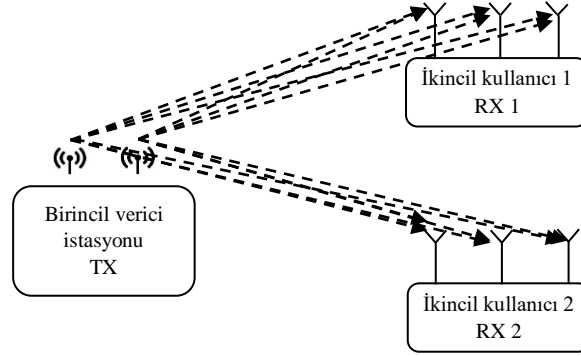 İkincil kullanıcı 1
RX 1
Birincil verici
istasyonu
TX
İkincil kullanıcı 2
RX 2